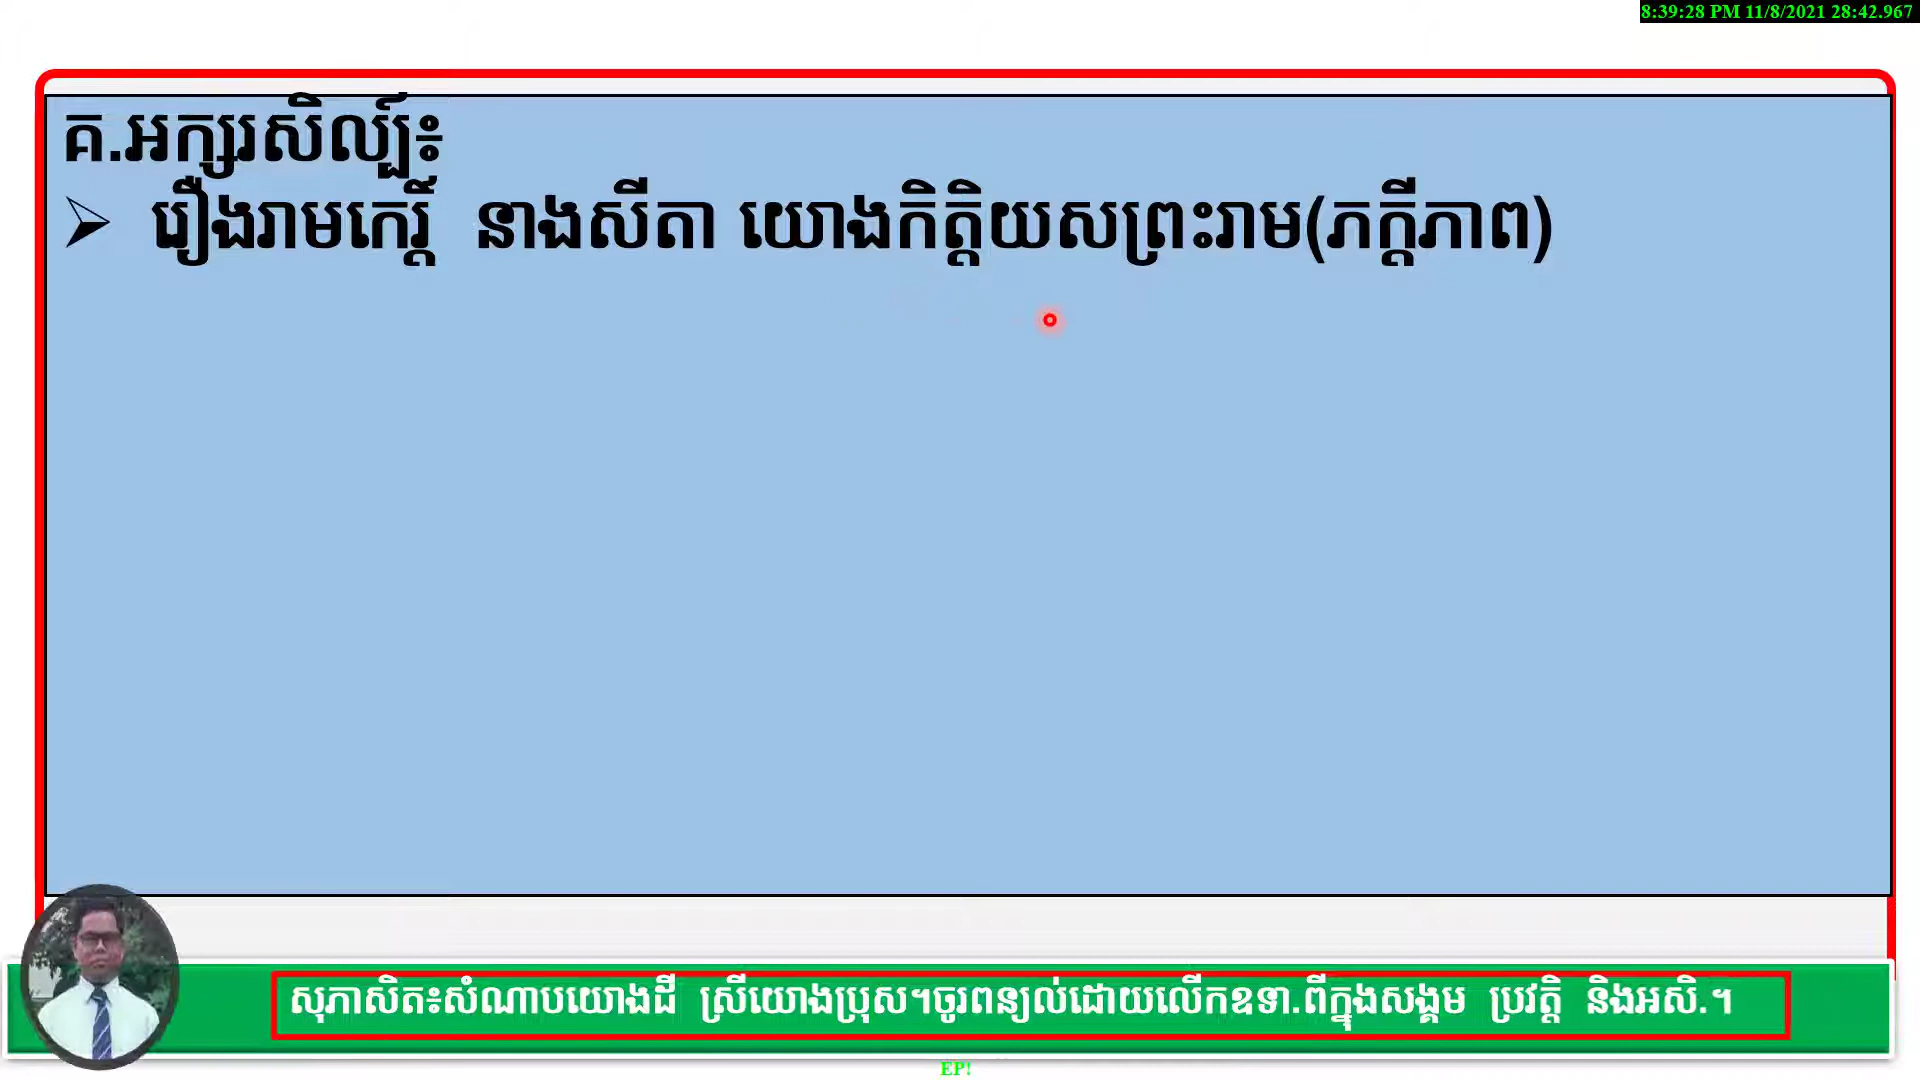 8:39:28 PM 11/8/2021 28:42.967
គ.អក្សរសិល្ប៍៖
➢ រឿងរាមកេរ្តិ៍ នាងសីតា យោងកិត្តិយសព្រះរាម(ភក្តីភាព)
សុភាសិត៖សំណាបយោងដី ស្រីយោងប្រុស។ចូរពន្យល់ដោយលើកឧទា.ពីក្នុងសង្គម ប្រវត្តិ និងអសិ.។
EP!